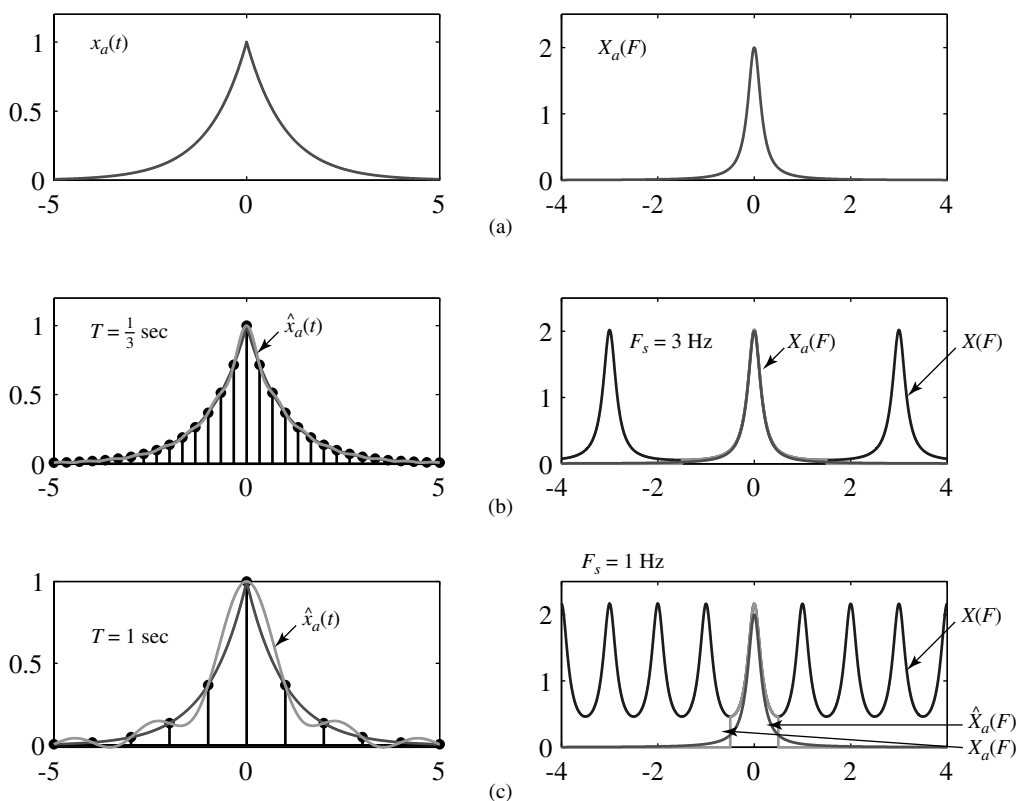 x_a(t)
1
0.5
0
-5
0
5
X_a(F)
2
1
0
-4
-2
0
2
4
(a)
T = 1/3 sec
x̂_a(t)
1
0.5
0
-5
0
5
F_s = 3 Hz
X_a(F)
X(F)
2
1
0
-4
-2
0
2
4
(b)
T = 1 sec
x̂_a(t)
1
0.5
0
-5
0
5
F_s = 1 Hz
X(F)
X̂_a(F)
X_a(F)
2
1
0
-4
-2
0
2
4
(c)